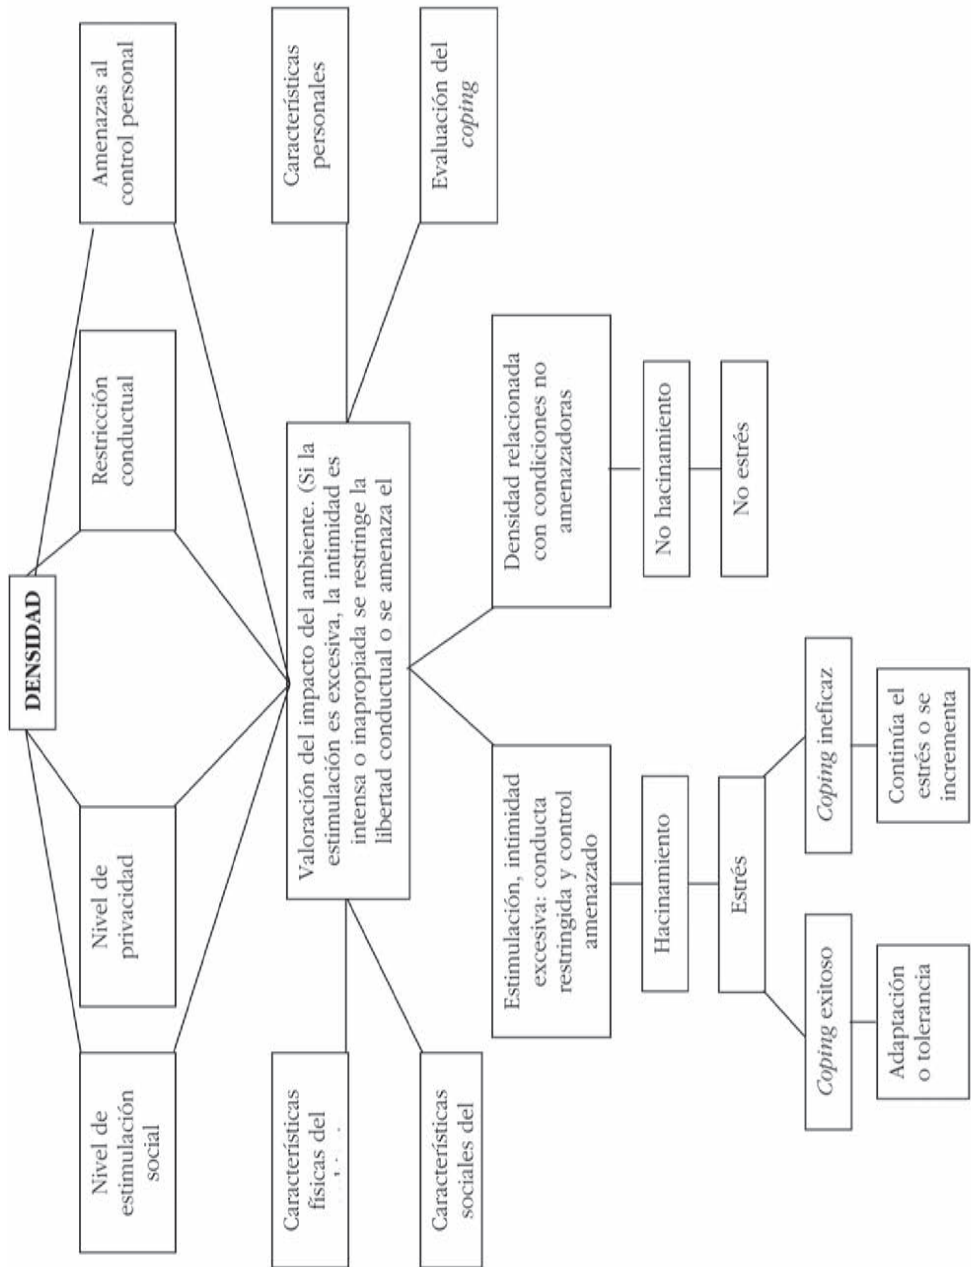 DENSIDAD
Nivel de
estimulación
social
Nivel de
privacidad
Restricción
conductual
Amenazas al
control personal
Características
físicas del
Valoración del impacto del ambiente. (Si la
estimulación es excesiva, la intimidad es
intensa o inapropiada se restringe la
libertad conductual o se amenaza el
Características
personales
Características
sociales del
Evaluación del
coping
Estimulación, intimidad
excesiva: conducta
restringida y control
amenazado
Densidad relacionada
con condiciones no
amenazadoras
Hacinamiento
No hacinamiento
Estrés
No estrés
Coping exitoso
Coping ineficaz
Adaptación
o tolerancia
Continúa el
estrés o se
incrementa